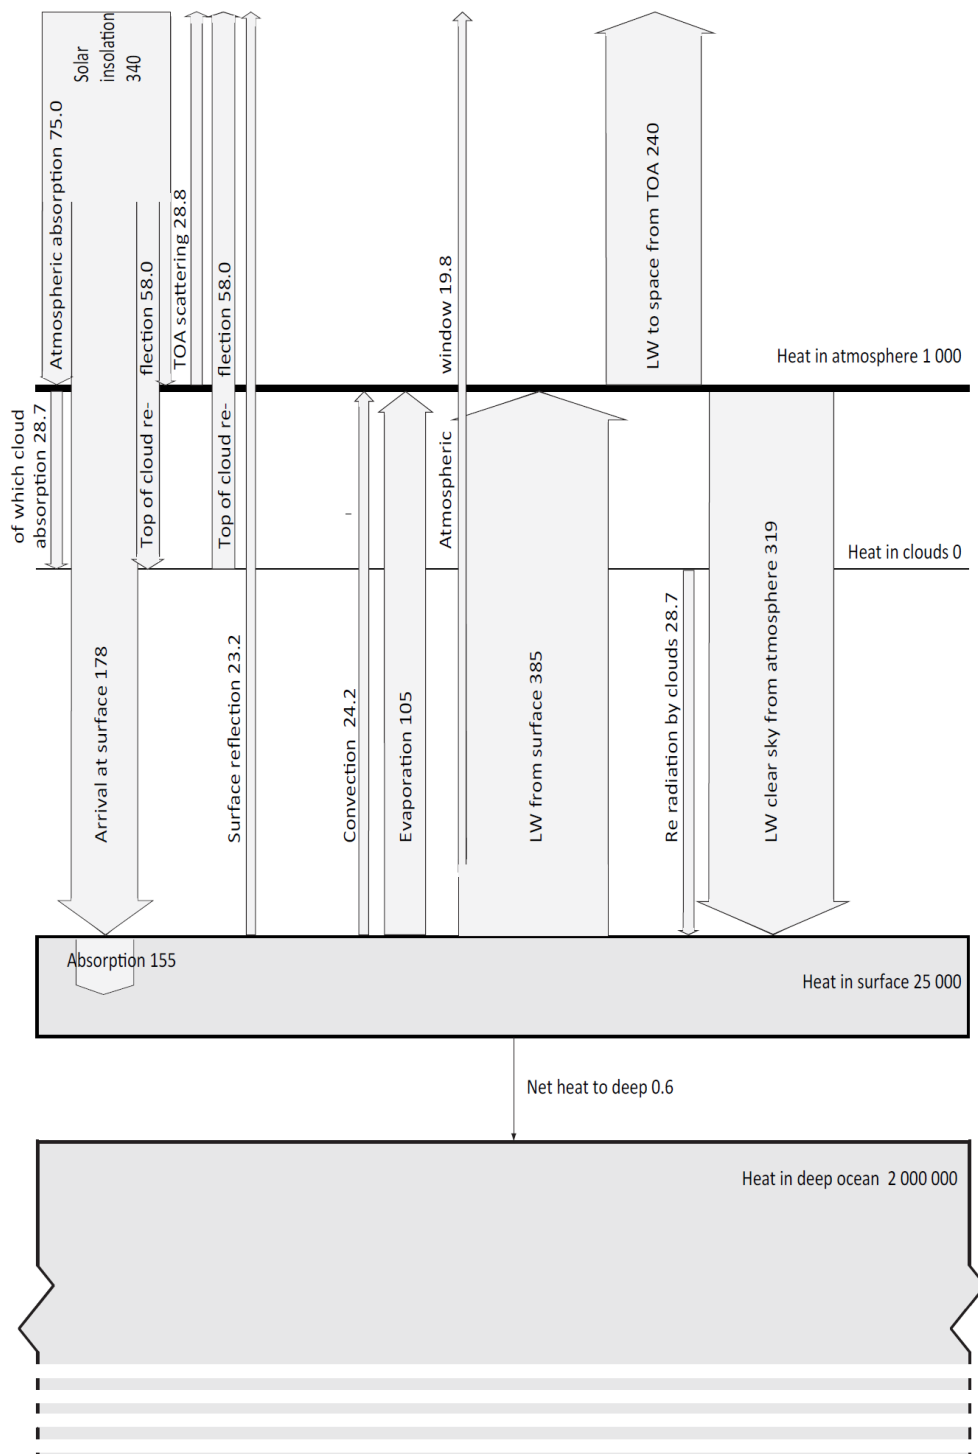 Solar
insolation
340
Atmospheric absorption 75.0
TOA scattering 28.8
Top of cloud re- flection 58.0
Top of cloud re- flection 58.0
Atmospheric window 19.8
LW to space from TOA 240
Heat in atmosphere 1 000
of which cloud
absorption 28.7
Heat in clouds 0
Arrival at surface 178
Surface reflection 23.2
Convection 24.2
Evaporation 105
LW from surface 385
Re radiation by clouds 28.7
LW clear sky from atmosphere 319
Absorption 155
Heat in surface 25 000
Net heat to deep 0.6
Heat in deep ocean 2 000 000